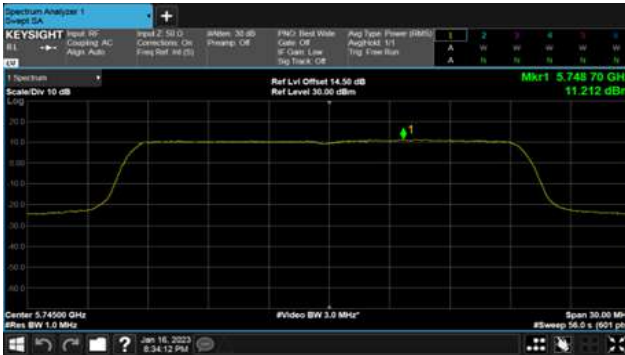 Spectrum Analyzer 1
Swept SA
+
KEYSIGHT Input: RF Input Z: 50 Ω #Atten: 30 dB PNO: Best Wide Avg Type: Power (RMS) 1 2 3 4 5 6
RL Coupling: AC Corrections: On Preamp: Off Gate: Off Avg|Hold: 1/1 A W W W W W
Align: Auto Freq Ref: Int (S) IF Gain: Low Trig: Free Run A N N N N N
Sig Track: Off
1 Spectrum Ref Lvl Offset 14.50 dB Mkr1 5.748 70 GH
Scale/Div 10 dB Ref Level 30.00 dBm 11.212 dB
Log
20.0
10.0
0.00
-10.0
-20.0
-30.0
-40.0
-50.0
-60.0
1
Center 5.74500 GHz #Video BW 3.0 MHz* Span 30.00 MH
#Res BW 1.0 MHz #Sweep 56.0 s (601 pt
? Jan 16, 2023
8:34:12 PM